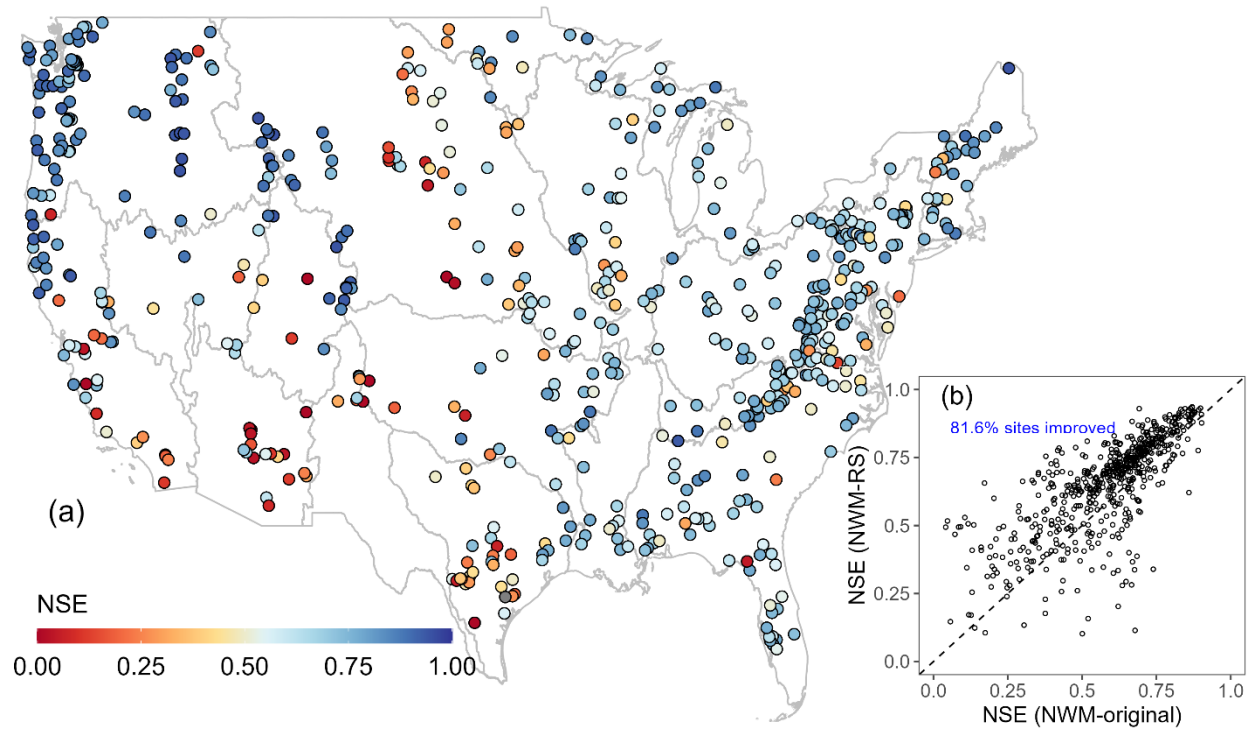 (a)
NSE
0.00 0.25 0.50 0.75 1.00
(b)
81.6% sites improved
1.0
0.75
0.5
0.25
0.0
NSE (NWM-RS)
0.0 0.25 0.5 0.75 1.0
NSE (NWM-original)